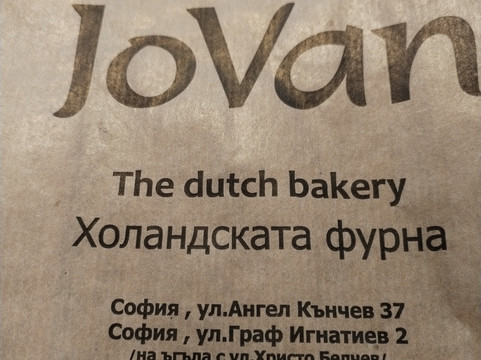 JoVan
The dutch bakery
Холандската фурна
София , ул.Ангел Кънчев 37
София , ул.Граф Игнатиев 2
/на ъгъла с ул.Христо Белчев/